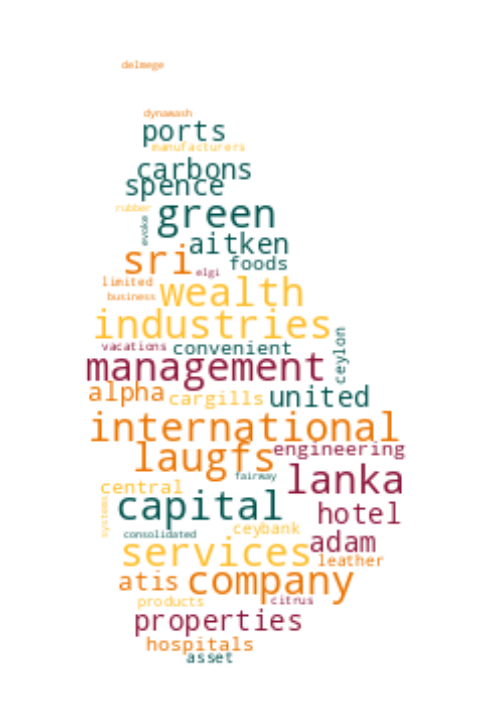 delmege
dynawash
ports
manufacturers
carbons
spence
rubber
green
evoke
aitken
sri
foods
elgi
limited
wealth
business
industries
vacations
convenient
ceylon
management
alpha
cargills
united
international
laugfs
engineering
fairway
lanka
central
capital
systems
hotel
ceybank
consolidated
adam
services
leather
atis
company
products
citrus
properties
hospitals
asset